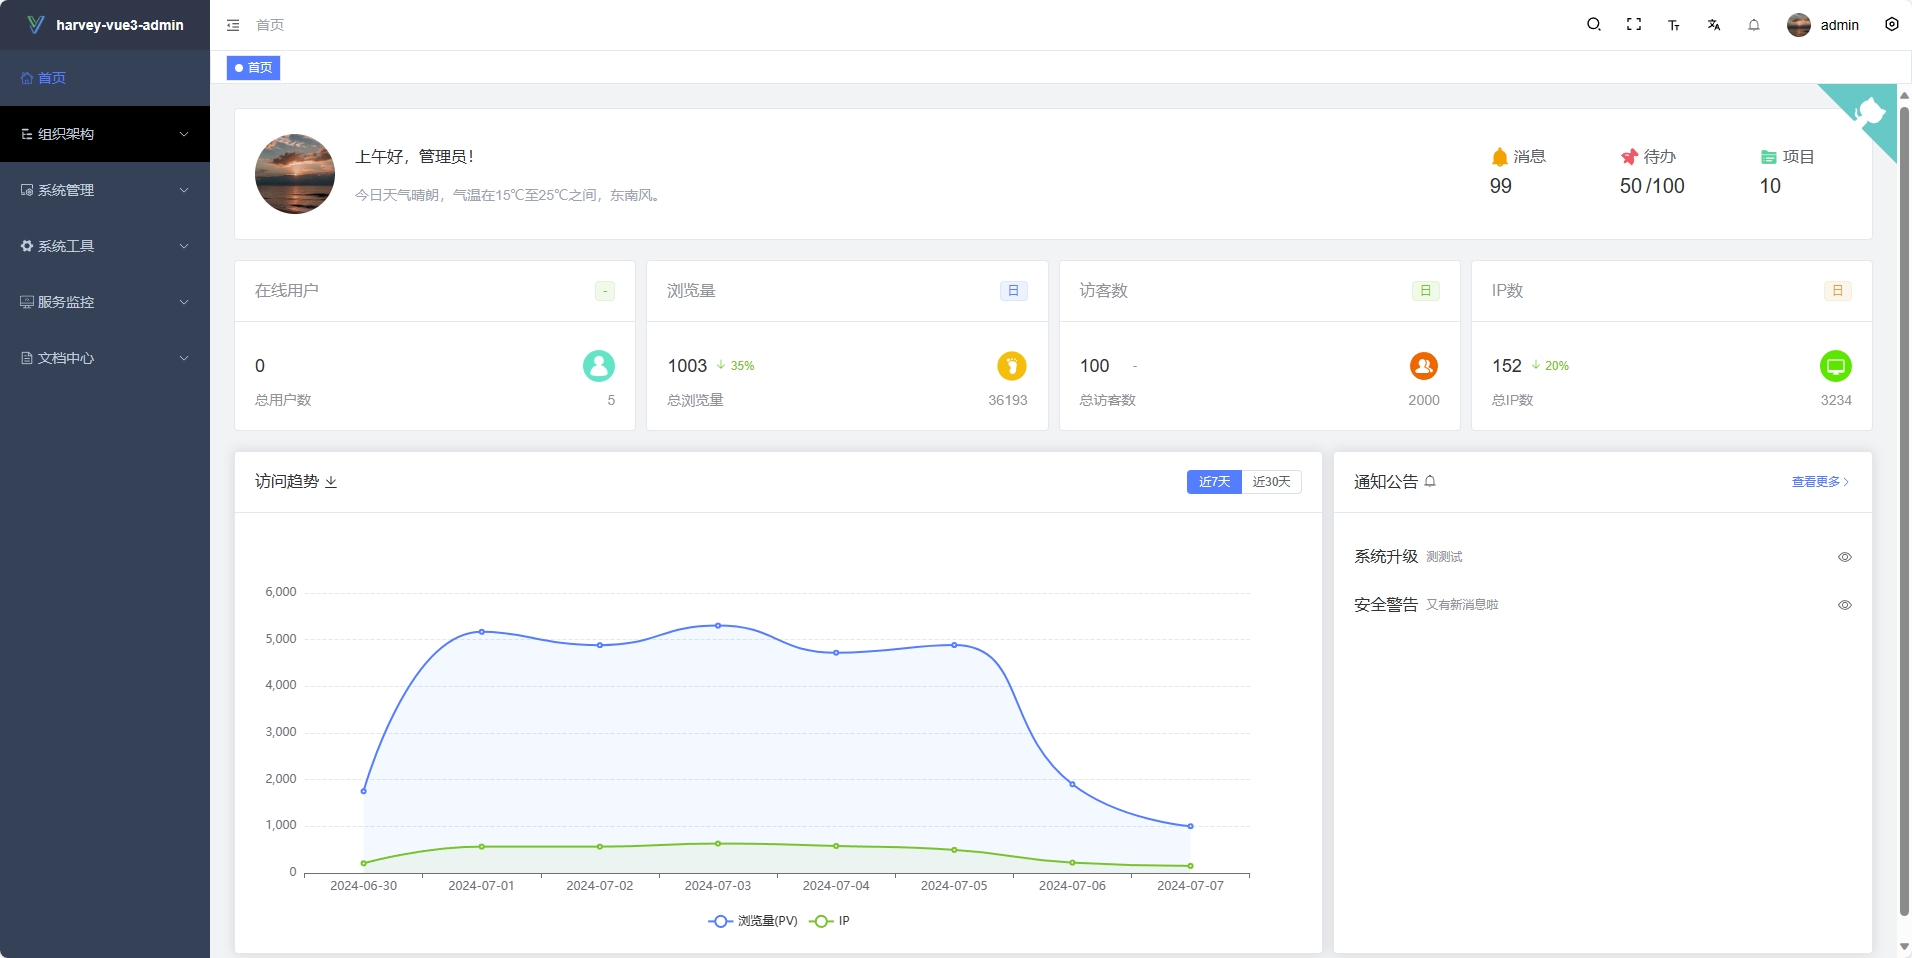 harvey-vue3-admin
首页
组织架构
系统管理
系统工具
服务监控
文档中心
首页
admin
首页
上午好，管理员！
今日天气晴朗，气温在15℃至25℃之间，东南风。
消息
99
待办
50 /100
项目
10
在线用户
-
0
总用户数
5
浏览量
日
1003
35%
总浏览量
36193
访客数
日
100
-
总访客数
2000
IP数
日
152
20%
总IP数
3234
访问趋势
近7天
近30天
6,000
5,000
4,000
3,000
2,000
1,000
0
2024-06-30
2024-07-01
2024-07-02
2024-07-03
2024-07-04
2024-07-05
2024-07-06
2024-07-07
浏览量(PV)
IP
通知公告
查看更多
系统升级 测测试
安全警告 又有新消息啦